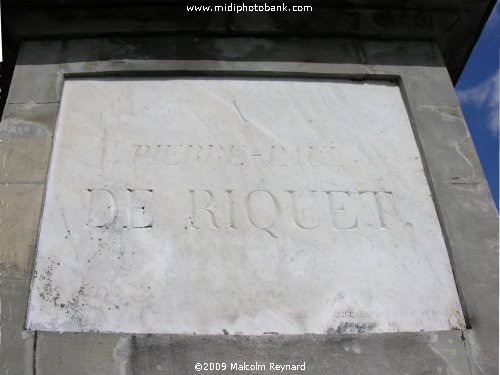 www.midiphotobank.com
A
PIERRE-PAUL
DE RIQUET.
©2009 Malcolm Reynard